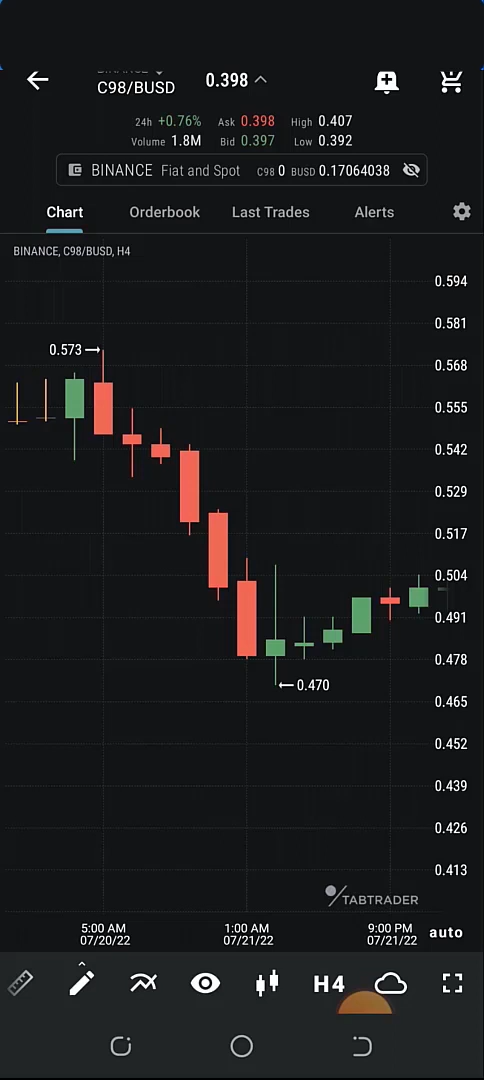 C98/BUSD 0.398
24h +0.76% Ask 0.398 High 0.407
Volume 1.8M Bid 0.397 Low 0.392
BINANCE Fiat and Spot C98 0 BUSD 0.17064038
Chart Orderbook Last Trades Alerts
BINANCE, C98/BUSD, H4
0.594
0.581
0.573
0.568
0.555
0.542
0.529
0.517
0.504
0.491
0.478
0.470
0.465
0.452
0.439
0.426
0.413
TABTRADER
5:00 AM 1:00 AM 9:00 PM
07/20/22 07/21/22 07/21/22 auto
H4